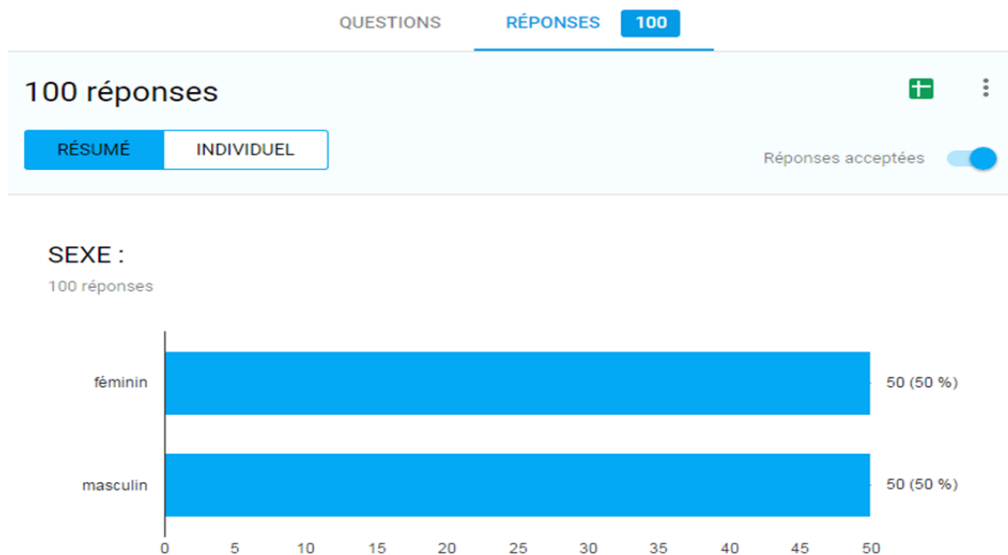 QUESTIONS RÉPONSES 100
100 réponses
RÉSUMÉ INDIVIDUEL
Réponses acceptées
SEXE :
100 réponses
féminin 50 (50 %)
masculin 50 (50 %)
0 5 10 15 20 25 30 35 40 45 50